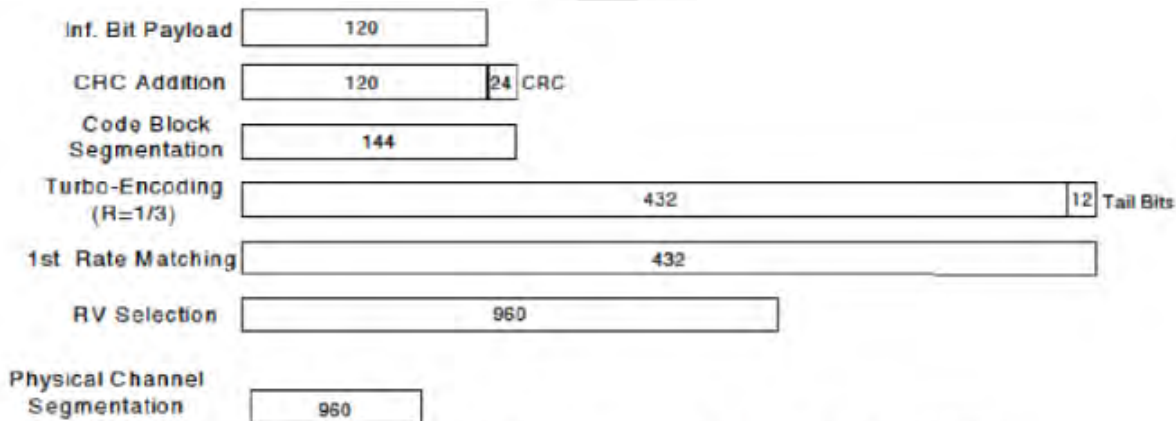 Inf. Bit Payload 120
CRC Addition 120 24 CRC
Code Block
Segmentation 144
Turbo-Encoding
(R=1/3) 432 12 Tail Bits
1st Rate Matching 432
RV Selection 960
Physical Channel
Segmentation 960